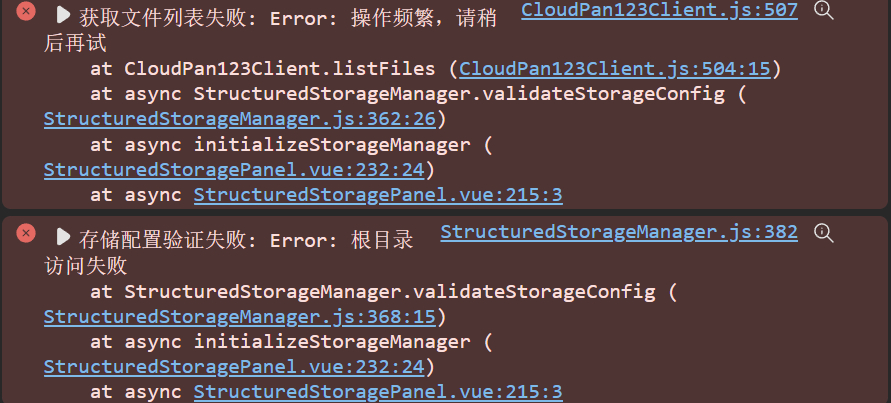 获取文件列表失败: Error: 操作频繁，请稍 CloudPan123Client.js:507
后再试
at CloudPan123Client.listFiles (CloudPan123Client.js:504:15)
at async StructuredStorageManager.validateStorageConfig (
StructuredStorageManager.js:362:26)
at async initializeStorageManager (
StructuredStoragePanel.vue:232:24)
at async StructuredStoragePanel.vue:215:3
存储配置验证失败: Error: 根目录 StructuredStorageManager.js:382
访问失败
at StructuredStorageManager.validateStorageConfig (
StructuredStorageManager.js:368:15)
at async initializeStorageManager (
StructuredStoragePanel.vue:232:24)
at async StructuredStoragePanel.vue:215:3